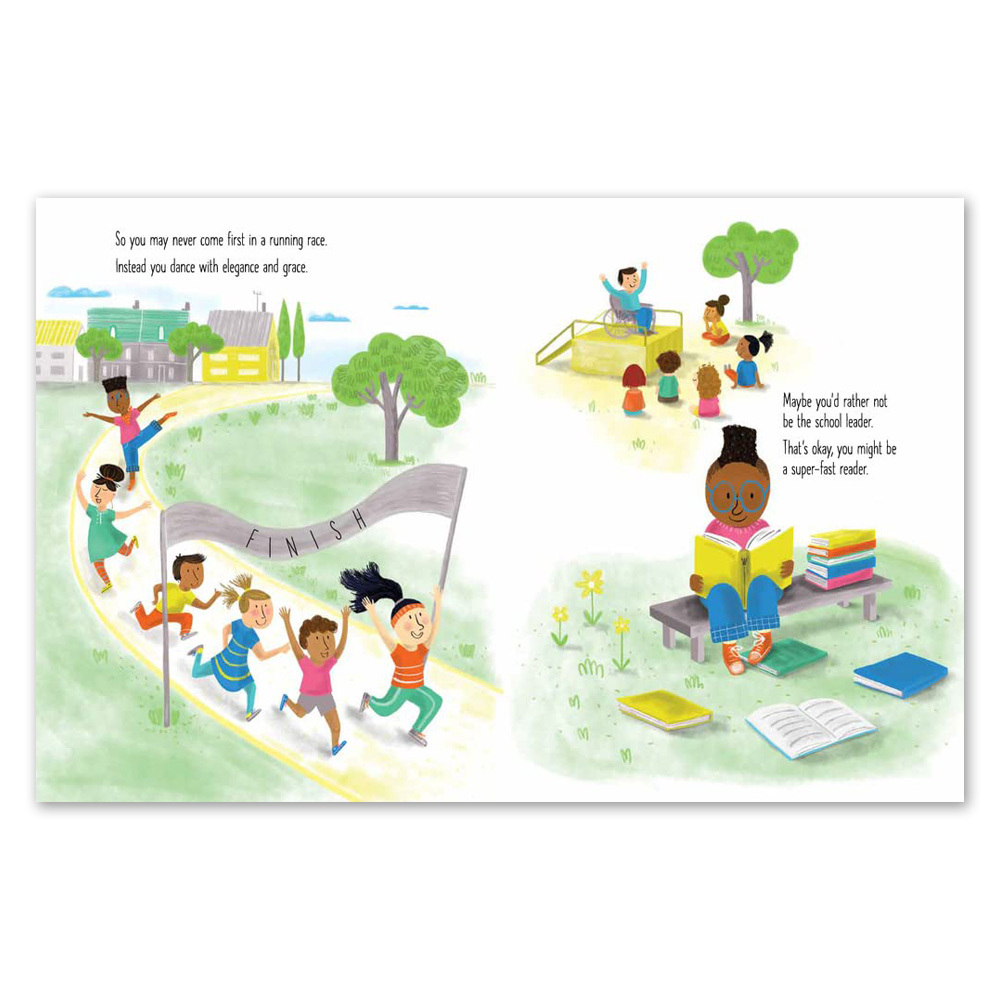 So you may never come first in a running race.
Instead you dance with elegance and grace.
FINISH
Maybe you'd rather not
be the school leader.
That's okay, you might be
a super-fast reader.